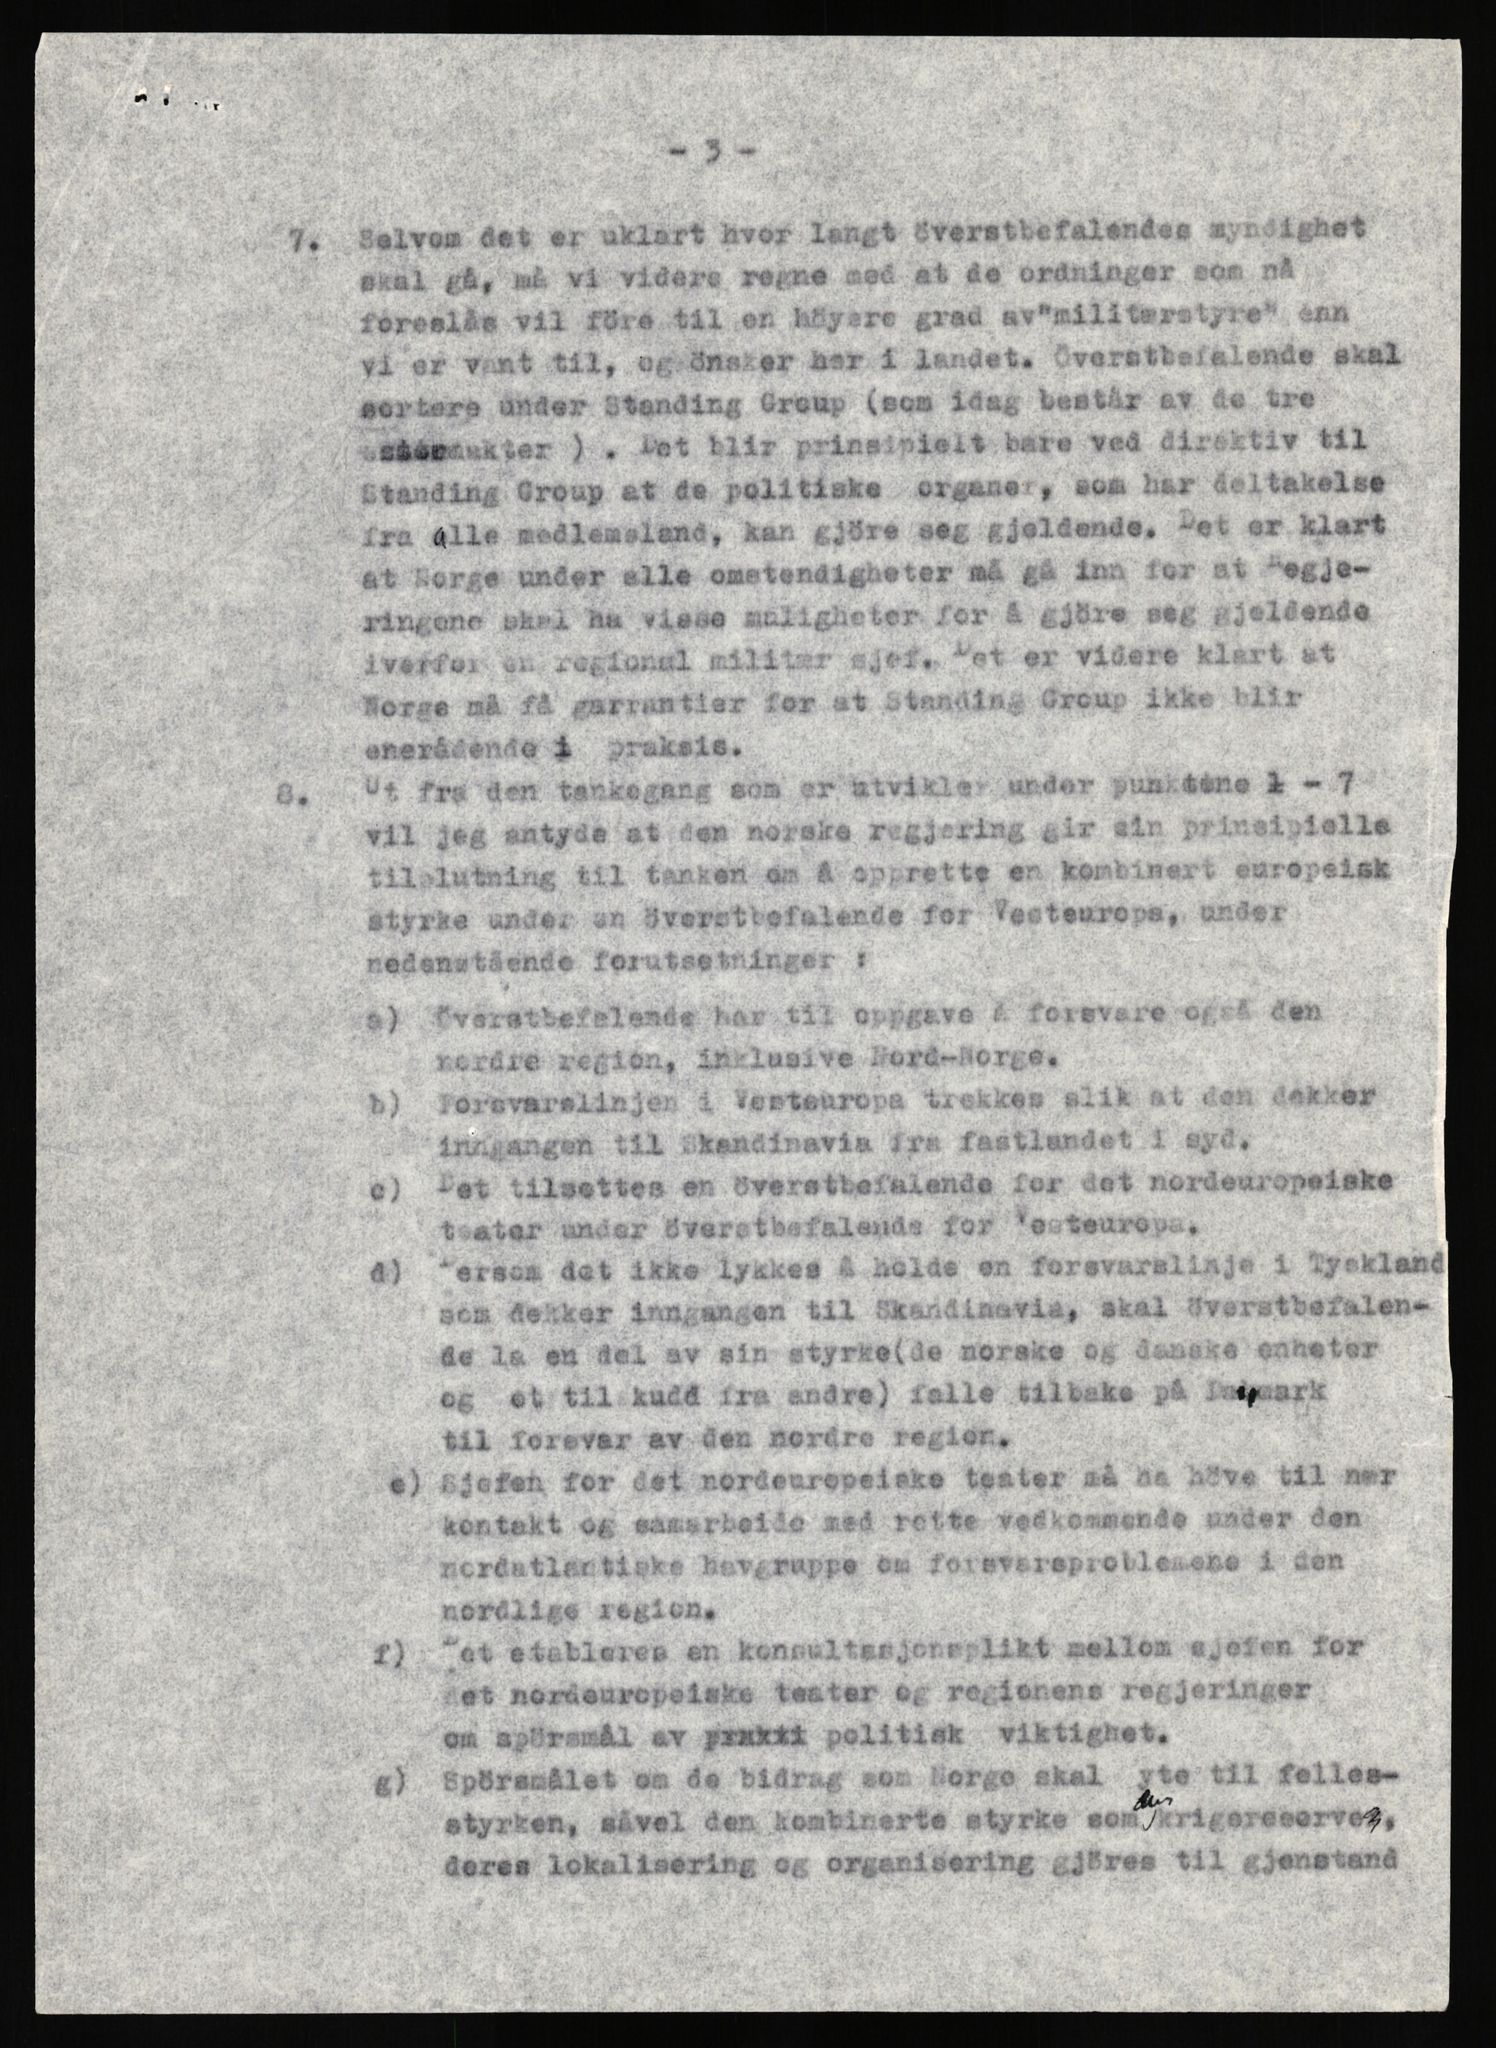 - 3 -
7. Selvom det er uklart hvor langt överstbefalendes myndighet
skal gå, må vi videre regne med at de ordninger som nå
foreslås vil före til en höyere grad av"militærstyre" enn
vi er vant til, og önsker her i landet. Överstbefalende skal
sortere under Standing Group (som idag består av de tre
makter ) . Det blir prinsipielt bare ved direktiv til
Standing Group at de politiske organer, som har deltakelse
fra alle medlemsland, kan gjöre seg gjeldende. Det er klart
at Norge under alle omstendigheter må gå inn for at Regje-
ringene skal ha visse muligheter for å gjöre seg gjeldende
iverfor en regional militær sjef. Det er videre klart at
Norge må få garrantier for at Standing Group ikke blir
enerådende i praksis.
8. Ut fra den tankegang som er utvikler under punktene 1 - 7
vil jeg antyde at den norske regjering gir sin prinsipielle
tilslutning til tanken om å opprette en kombinert europeisk
styrke under en överstbefalende for Vesteuropa, under
nedenstående forutsetninger :
a) Överstbefalende har til oppgave å forsvare også den
nordre region, inklusive Nord-Norge.
b) Forsvarslinjen i Vesteuropa trekkes slik at den dekker
inngangen til Skandinavia fra fastlandet i syd.
c) Det tilsettes en överstbefalende for det nordeuropeiske
teater under överstbefalende for Vesteuropa.
d) Dersom det ikke lykkes å holde en forsvarslinje i Tyskland
som dekker inngangen til Skandinavia, skal överstbefalen-
de la en del av sin styrke(de norske og danske enheter
og et til kudd fra andre) falle tilbake på Danmark
til forsvar av den nordre region.
e) Sjefen for det nordeuropeiske teater må ha höve til nær
kontakt og samarbeide med rette vedkommende under den
nordatlantiske havgruppe om forsvarsproblemene i den
nordlige region.
f) Det etableres en konsultasjonsplikt mellom sjefen for
det nordeuropeiske teater og regionens regjeringer
om spörsmål av politisk viktighet.
g) Spörsmålet om de bidrag som Norge skal yte til felles-
styrken, såvel den kombinerte styrke som krigsreserven,
deres lokalisering og organisering gjöres til gjenstand